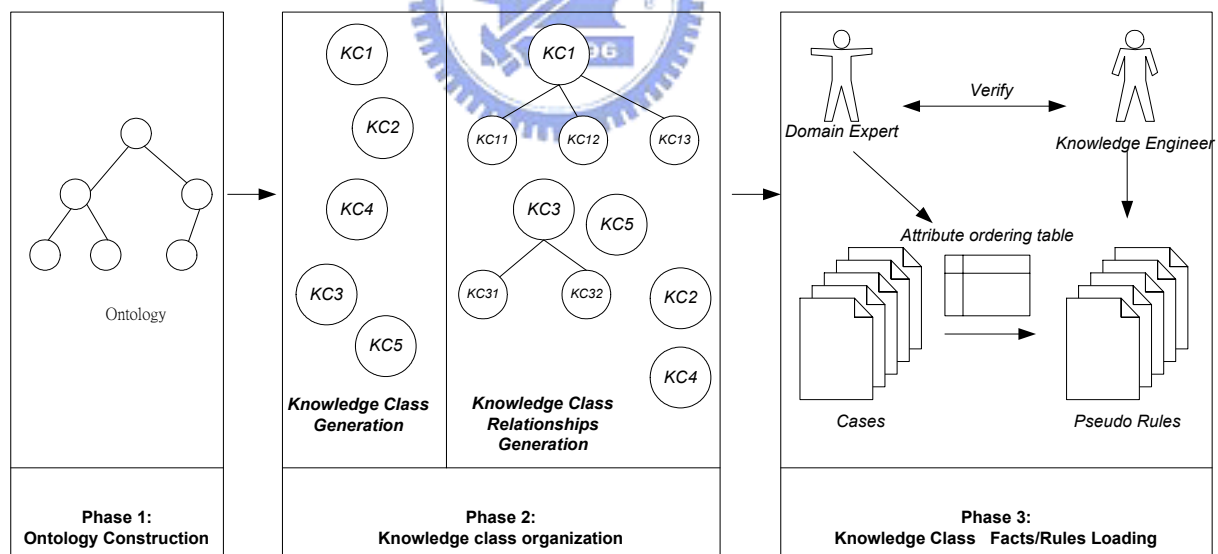 Ontology
Phase 1:
Ontology Construction
KC1
KC2
KC4
KC3
KC5
Knowledge Class
Generation
KC1
KC11
KC12
KC13
KC3
KC5
KC31
KC32
KC2
KC4
Knowledge Class
Relationships
Generation
Phase 2:
Knowledge class organization
Verify
Domain Expert
Knowledge Engineer
Attribute ordering table
Cases
Pseudo Rules
Phase 3:
Knowledge Class Facts/Rules Loading